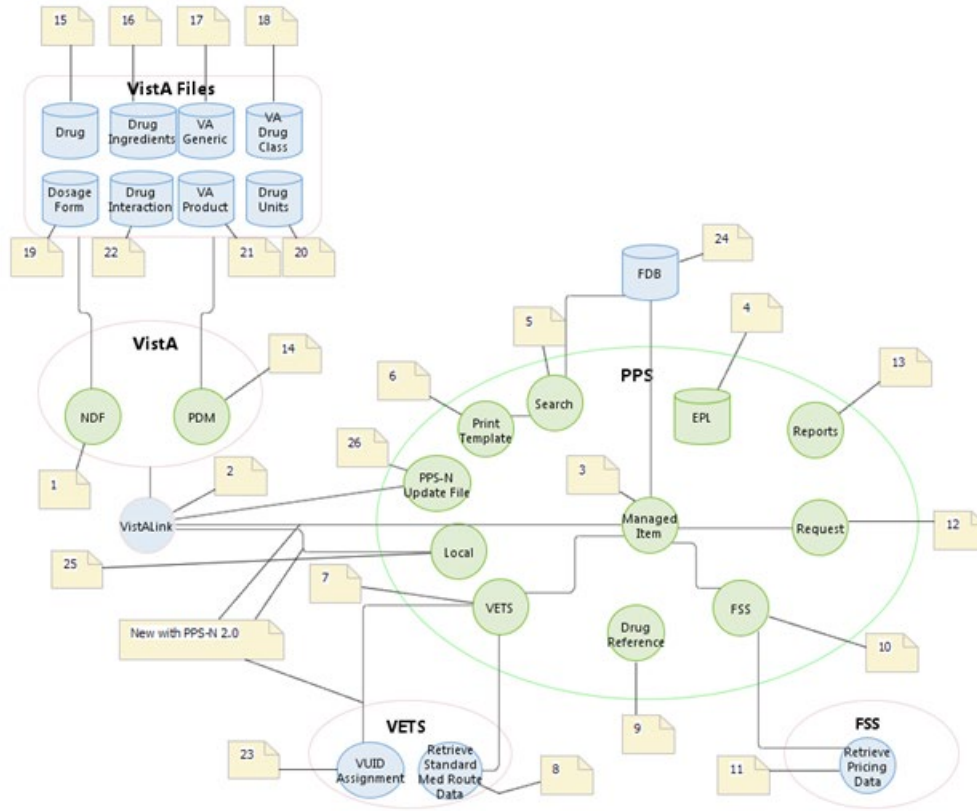 15
16
17
18
VistA Files
Drug
Drug
Ingredients
VA
Generic
VA
Drug
Class
Dosage
Form
Drug
Interaction
VA
Product
Drug
Units
19
22
21
20
FDB
24
5
4
VistA
14
PPS
13
6
Search
NDF
PDM
Print
Template
EPL
Reports
26
1
2
PPS-N
Update File
3
VistALink
Managed
Item
Request
12
25
Local
7
VETS
FSS
New with PPS-N 2.0
Drug
Reference
10
VETS
9
FSS
23
VUID
Assignment
Retrieve
Standard
Med Route
Data
8
11
Retrieve
Pricing
Data